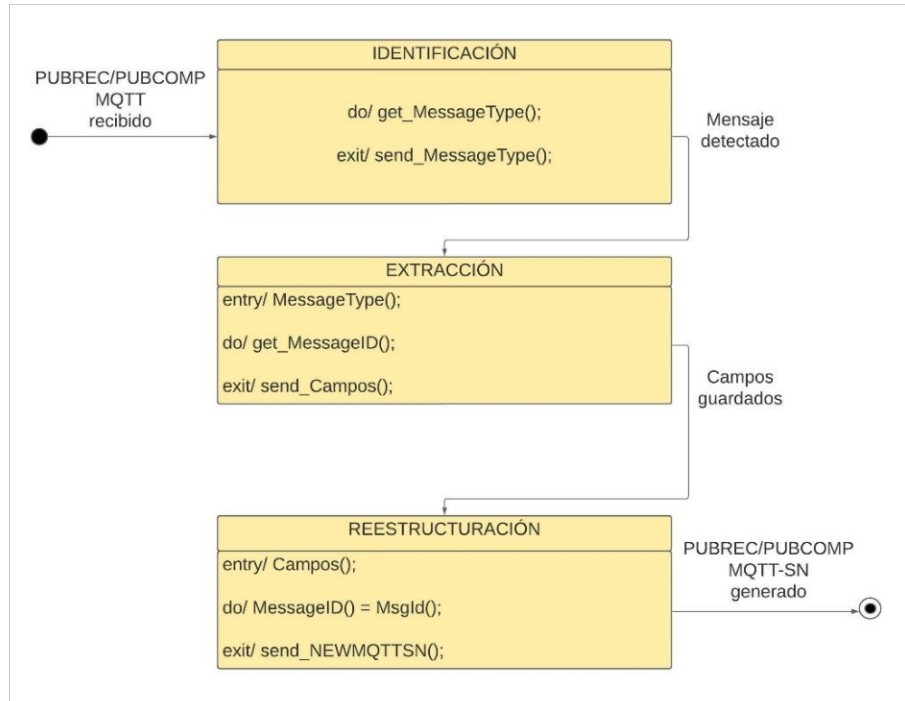 IDENTIFICACIÓN
PUBREC/PUBCOMP
MQTT
recibido
do/ get_MessageType();
exit/ send_MessageType();
Mensaje
detectado
EXTRACCIÓN
entry/ MessageType();
do/ get_MessageID();
exit/ send_Campos();
Campos
guardados
REESTRUCTURACIÓN
entry/ Campos();
do/ MessageID() = MsgId();
exit/ send_NEWMQTTSN();
PUBREC/PUBCOMP
MQTT-SN
generado